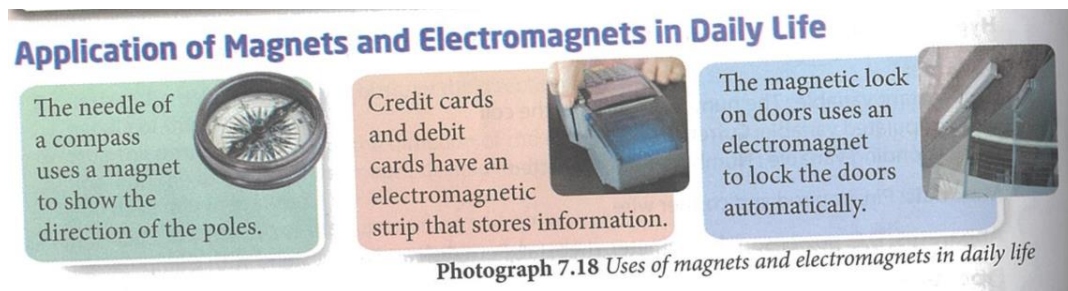 Application of Magnets and Electromagnets in Daily Life
The needle of
a compass
uses a magnet
to show the
direction of the poles.
Credit cards
and debit
cards have an
electromagnetic
strip that stores information.
The magnetic lock
on doors uses an
electromagnet
to lock the doors
automatically.
Photograph 7.18 Uses of magnets and electromagnets in daily life